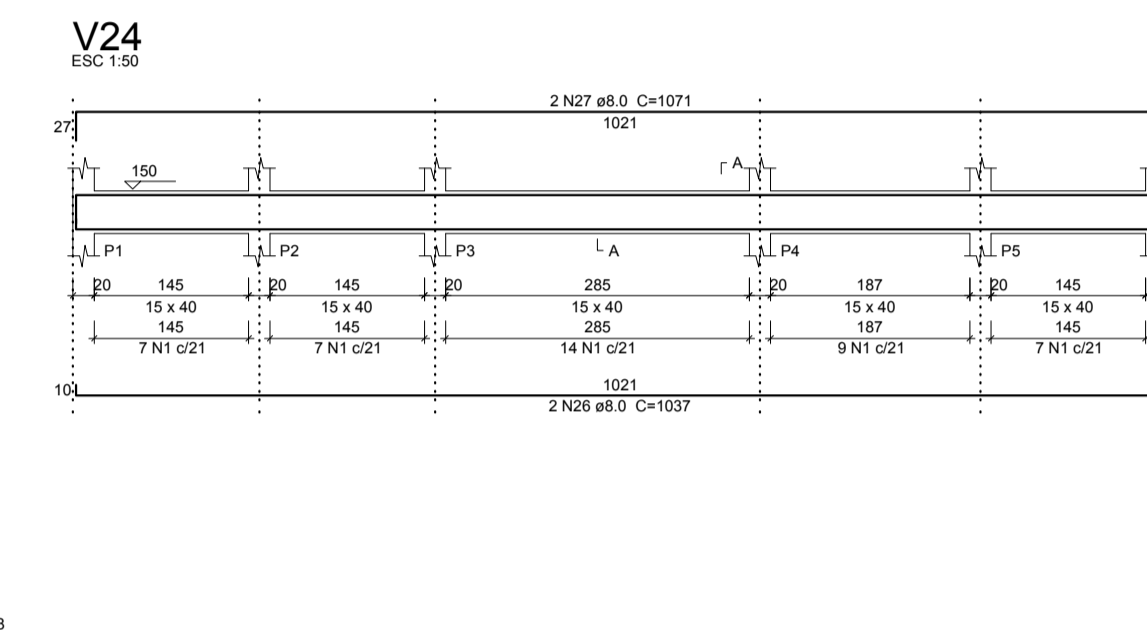 V24
ESC 1:50
2 N27 ø8.0 C=1071
27
1021
A
150
P1 P2 P3 A P4 P5
20 145 20 145 20 285 20 187 20 145
15 x 40 15 x 40 15 x 40 15 x 40 15 x 40
145 145 285 187 145
7 N1 c/21 7 N1 c/21 14 N1 c/21 9 N1 c/21 7 N1 c/21
10 1021
2 N26 ø8.0 C=1037